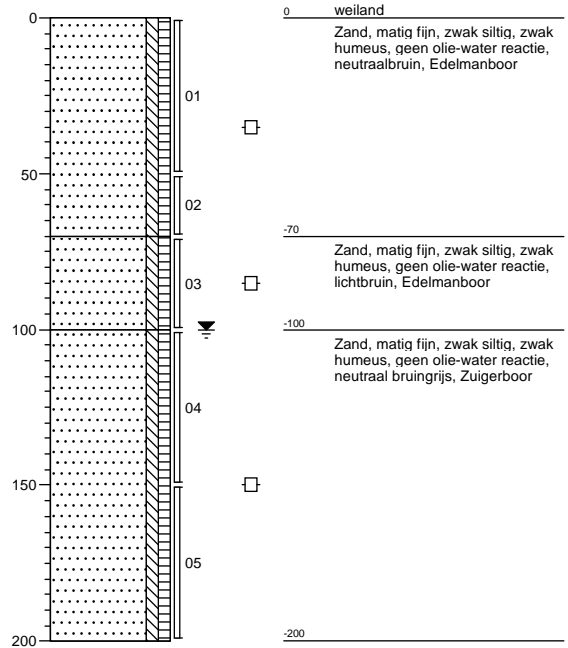 0
50
100
150
200
01
02
03
04
05
0
weiland
Zand, matig fijn, zwak siltig, zwak
humeus, geen olie-water reactie,
neutraalbruin, Edelmanboor
-70
Zand, matig fijn, zwak siltig, zwak
humeus, geen olie-water reactie,
lichtbruin, Edelmanboor
-100
Zand, matig fijn, zwak siltig, zwak
humeus, geen olie-water reactie,
neutraal bruingrijs, Zuigerboor
-200